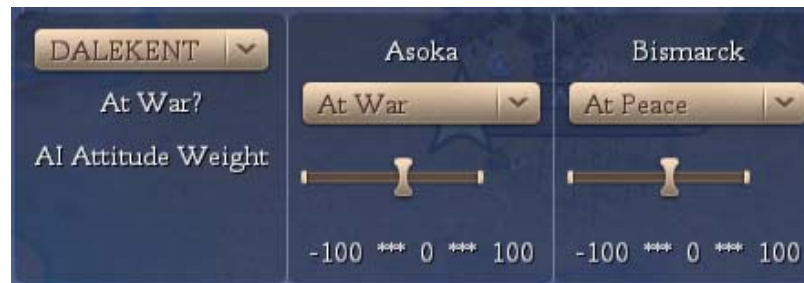 DALEKENT
At War?
AI Attitude Weight
Asoka
At War
-100 *** 0 *** 100
Bismarck
At Peace
-100 *** 0 *** 100